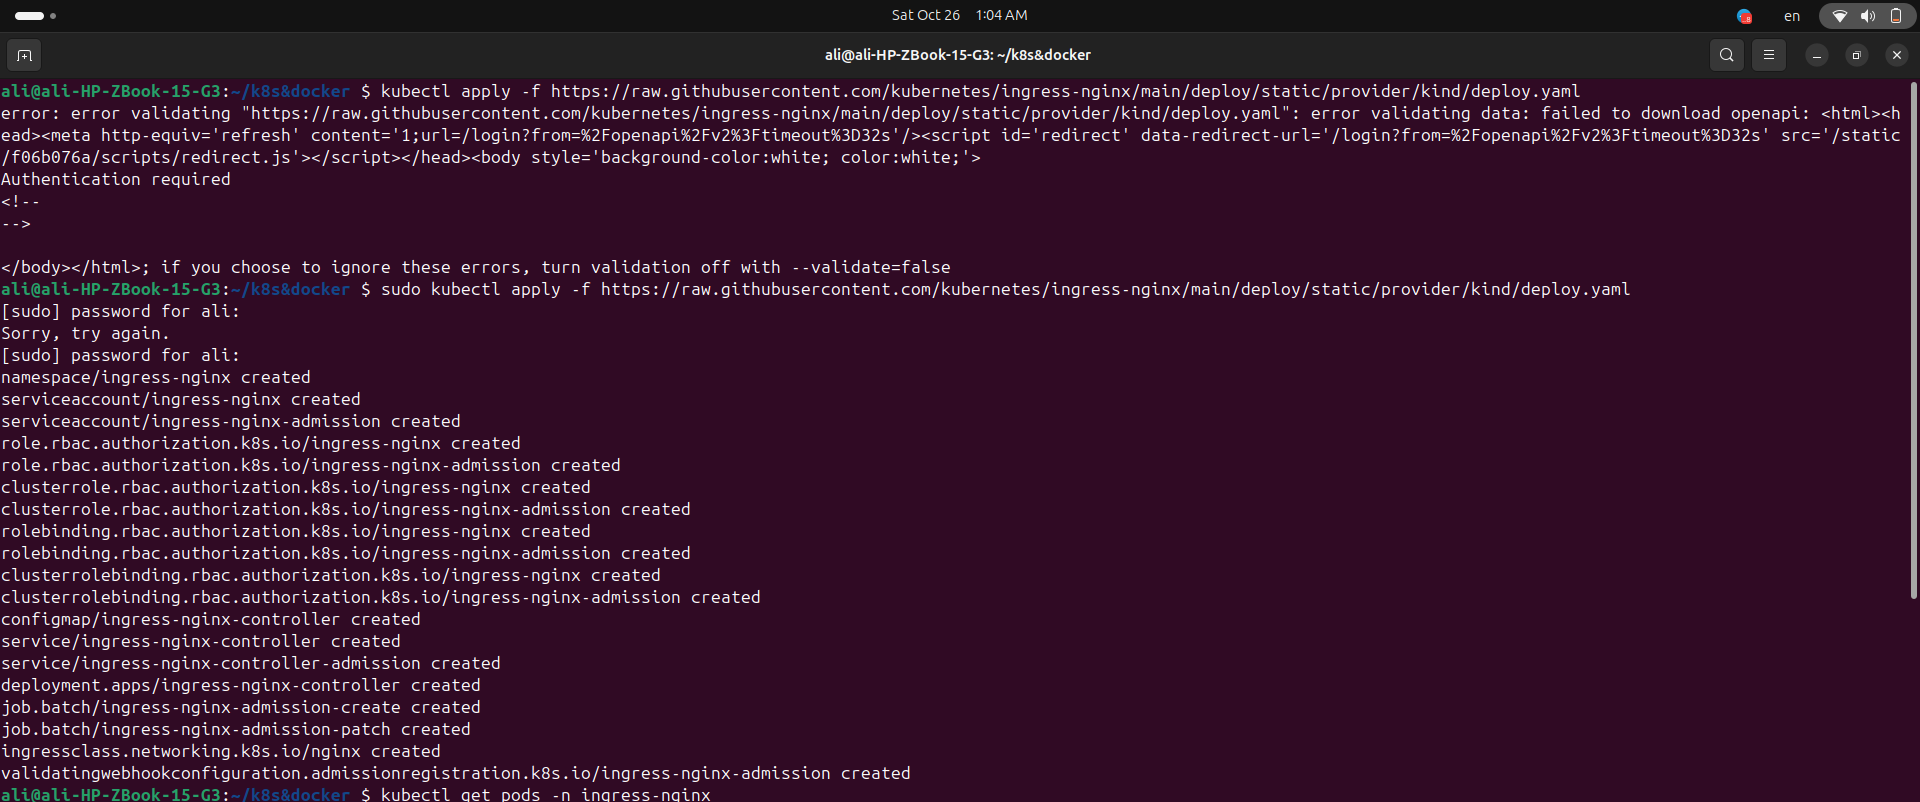 Sat Oct 26 1:04 AM
en
ali@ali-HP-ZBook-15-G3: ~/k8s&docker
ali@ali-HP-ZBook-15-G3:~/k8s&docker $ kubectl apply -f https://raw.githubusercontent.com/kubernetes/ingress-nginx/main/deploy/static/provider/kind/deploy.yaml
error: error validating "https://raw.githubusercontent.com/kubernetes/ingress-nginx/main/deploy/static/provider/kind/deploy.yaml": error validating data: failed to download openapi: <html><h
ead><meta http-equiv='refresh' content='1;url=/login?from=%2Fopenapi%2Fv2%3Ftimeout%3D32s'/><script id='redirect' data-redirect-url='/login?from=%2Fopenapi%2Fv2%3Ftimeout%3D32s' src='/static
/f06b076a/scripts/redirect.js'></script></head><body style='background-color:white; color:white;'>
Authentication required
<!--
-->
</body></html>; if you choose to ignore these errors, turn validation off with --validate=false
ali@ali-HP-ZBook-15-G3:~/k8s&docker $ sudo kubectl apply -f https://raw.githubusercontent.com/kubernetes/ingress-nginx/main/deploy/static/provider/kind/deploy.yaml
[sudo] password for ali:
Sorry, try again.
[sudo] password for ali:
namespace/ingress-nginx created
serviceaccount/ingress-nginx created
serviceaccount/ingress-nginx-admission created
role.rbac.authorization.k8s.io/ingress-nginx created
role.rbac.authorization.k8s.io/ingress-nginx-admission created
clusterrole.rbac.authorization.k8s.io/ingress-nginx created
clusterrole.rbac.authorization.k8s.io/ingress-nginx-admission created
rolebinding.rbac.authorization.k8s.io/ingress-nginx created
rolebinding.rbac.authorization.k8s.io/ingress-nginx-admission created
clusterrolebinding.rbac.authorization.k8s.io/ingress-nginx created
clusterrolebinding.rbac.authorization.k8s.io/ingress-nginx-admission created
configmap/ingress-nginx-controller created
service/ingress-nginx-controller created
service/ingress-nginx-controller-admission created
deployment.apps/ingress-nginx-controller created
job.batch/ingress-nginx-admission-create created
job.batch/ingress-nginx-admission-patch created
ingressclass.networking.k8s.io/nginx created
validatingwebhookconfiguration.admissionregistration.k8s.io/ingress-nginx-admission created
ali@ali-HP-ZBook-15-G3:~/k8s&docker $ kubectl get pods -n ingress-nginx